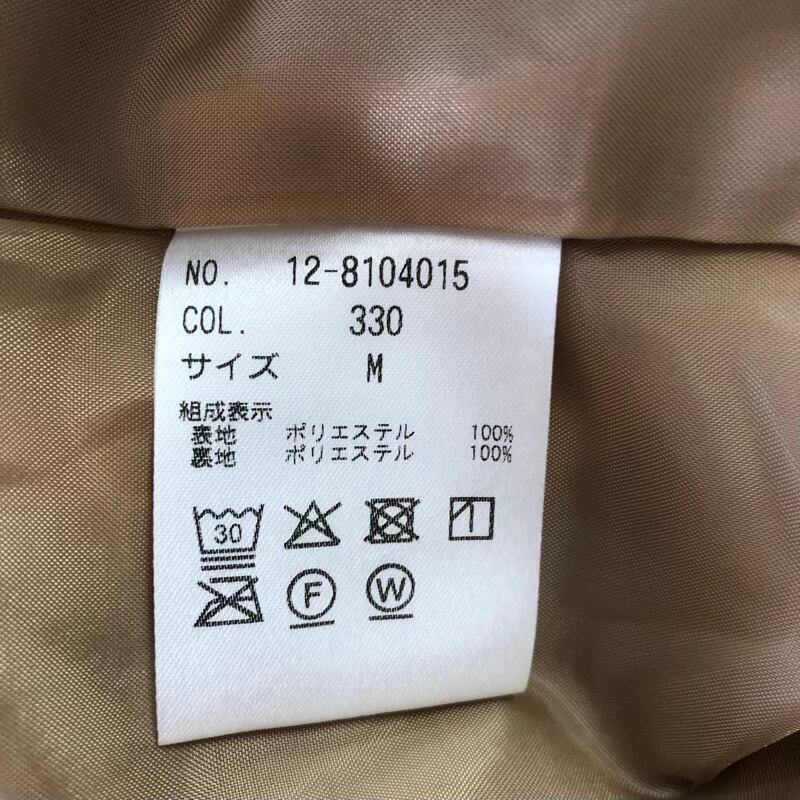 NO. 12-8104015
COL. 330
サイズ M
組成表示
表地 ポリエステル 100%
裏地 ポリエステル 100%
30
F W